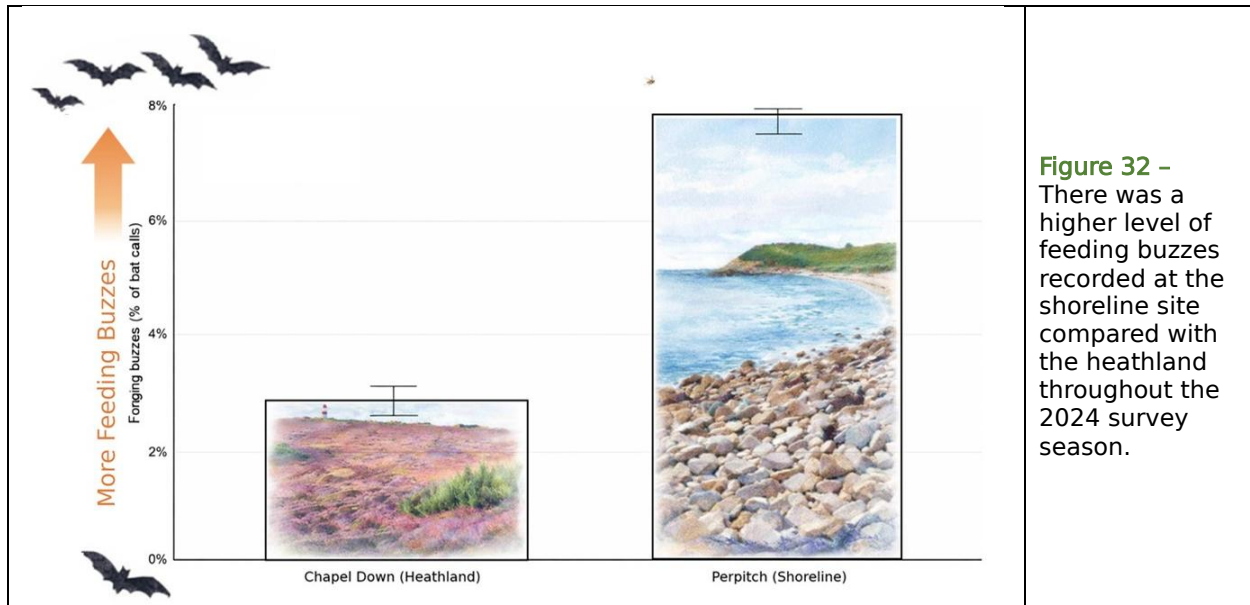 8%
6%
4%
2%
0%
More Feeding Buzzes
Fonging buzzes (% of bat calls)
Chapel Down (Heathland)
Perpitch (Shoreline)
Figure 32 –
There was a
higher level of
feeding buzzes
recorded at the
shoreline site
compared with
the heathland
throughout the
2024 survey
season.